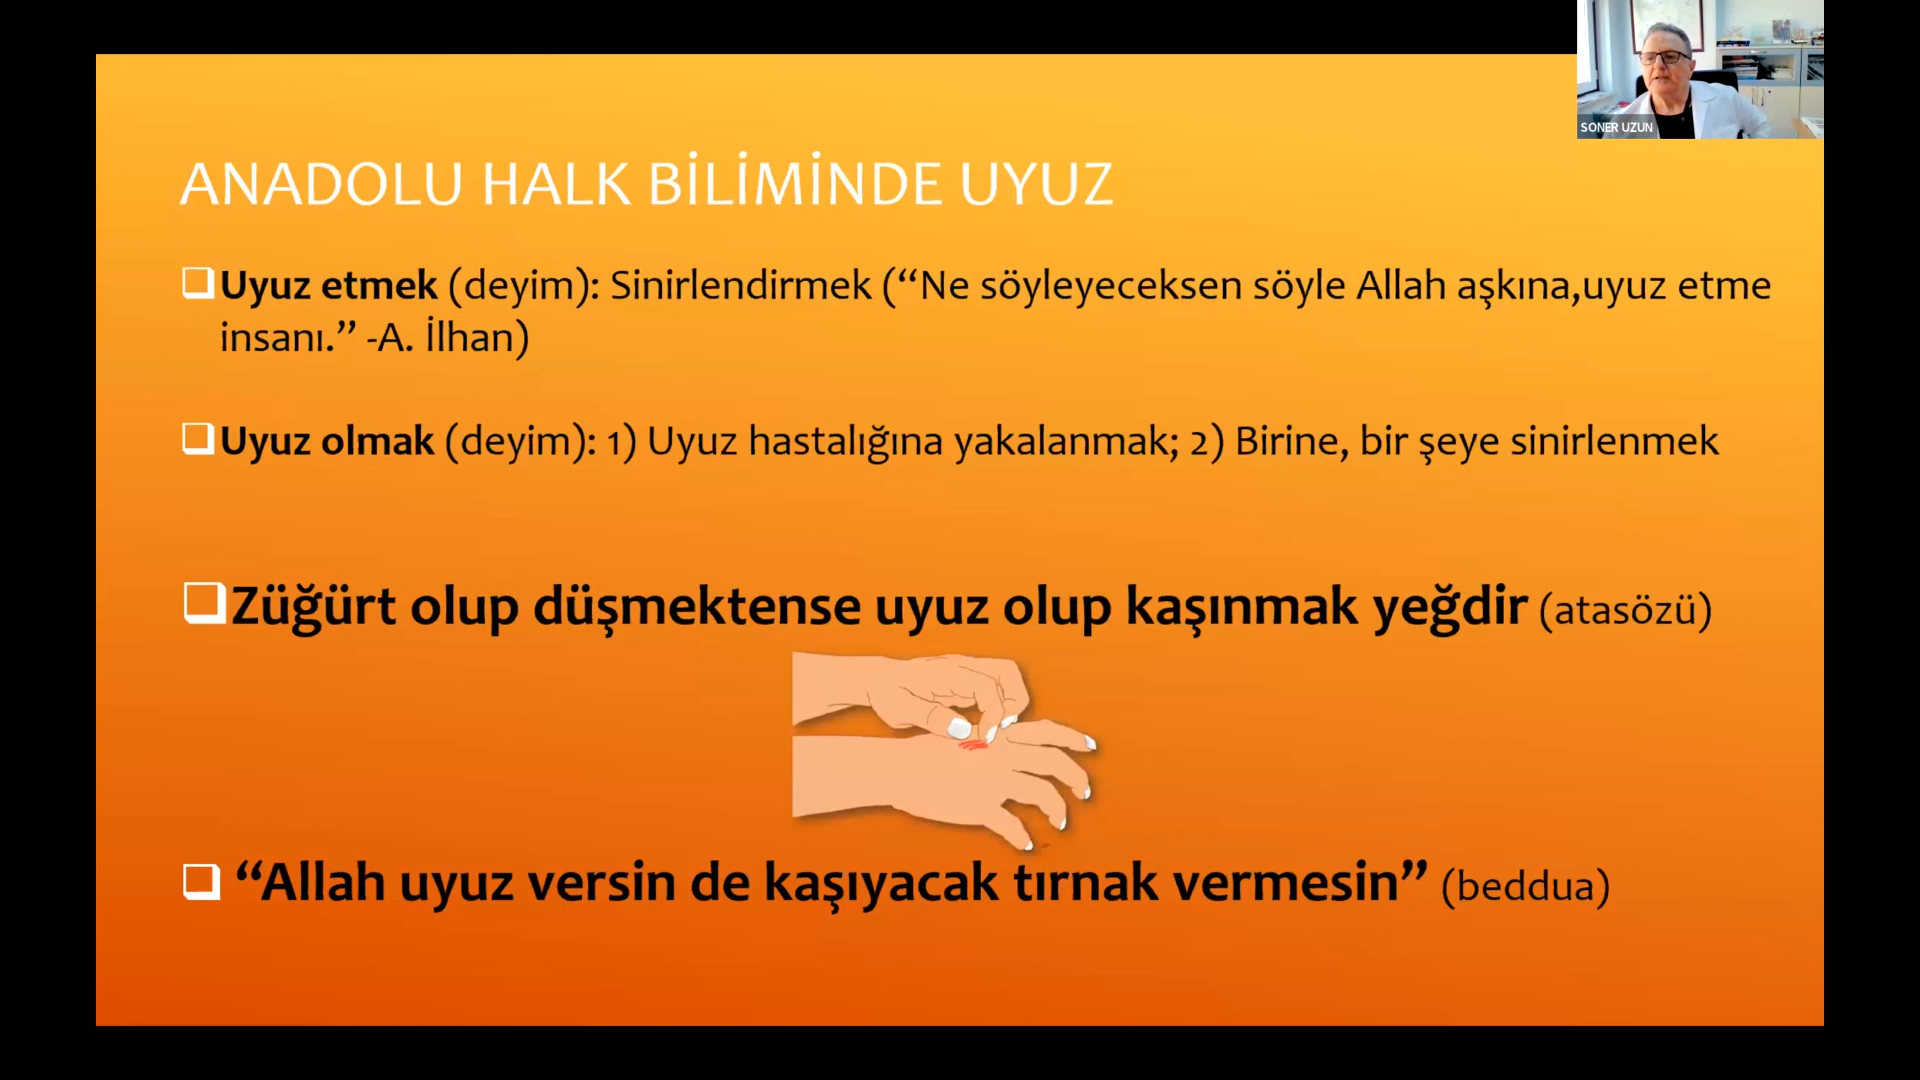 SONER UZUN
ANADOLU HALK BİLİMİNDE UYUZ
Uyuz etmek (deyim): Sinirlendirmek (“Ne söyleyeceksen söyle Allah aşkına,uyuz etme
insanı.” -A. İlhan)
Uyuz olmak (deyim): 1) Uyuz hastalığına yakalanmak; 2) Birine, bir şeye sinirlenmek
Züğürt olup düşmektense uyuz olup kaşınmak yeğdir (atasözü)
“Allah uyuz versin de kaşıyacak tırnak vermesin” (beddua)